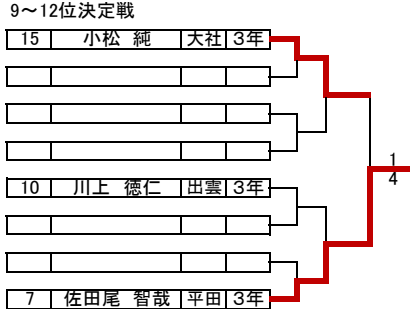 9～12位決定戦
15 小松 純 大社 3年
10 川上 徳仁 出雲 3年
1
4
7 佐田尾 智哉 平田 3年